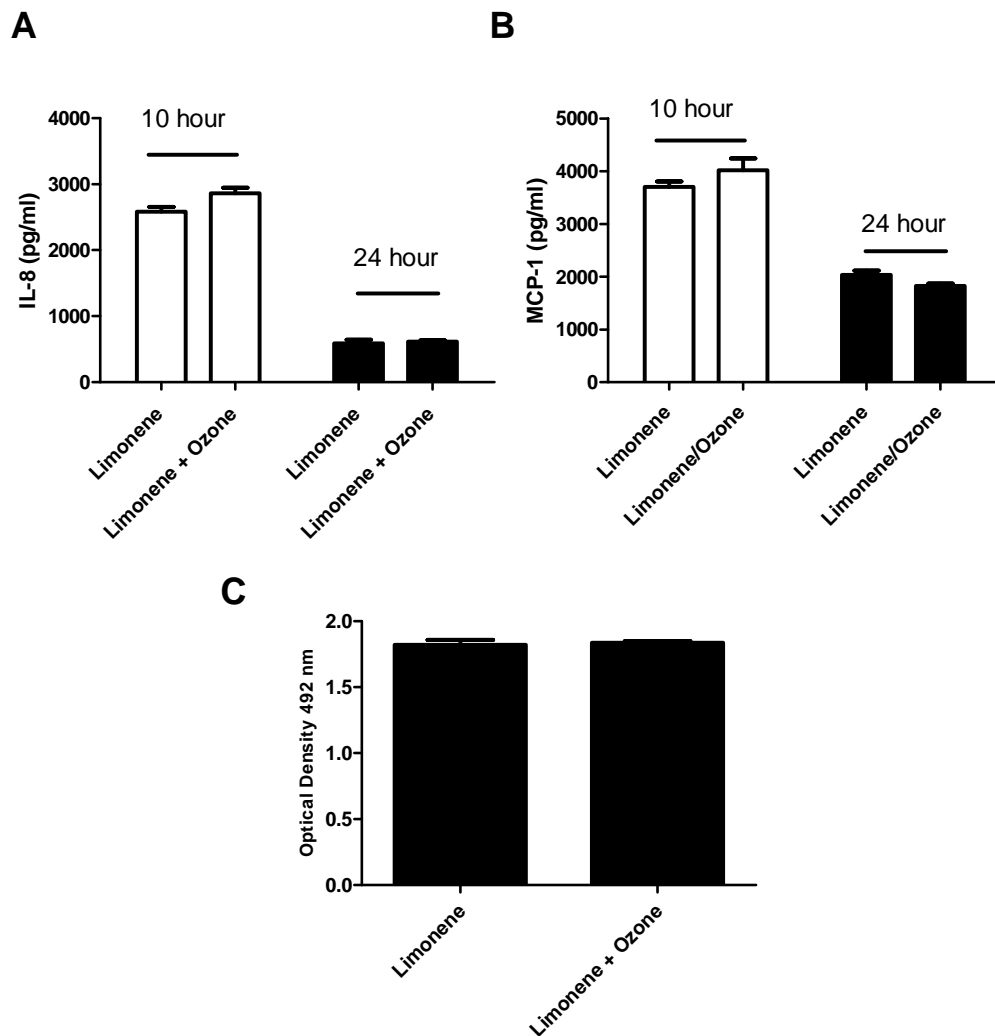 A
IL-8 (pg/ml)
4000
3000
2000
1000
0
10 hour
24 hour
Limonene
Limonene + Ozone
Limonene
Limonene + Ozone
B
MCP-1 (pg/ml)
5000
4000
3000
2000
1000
0
10 hour
24 hour
Limonene
Limonene/Ozone
Limonene
Limonene/Ozone
C
Optical Density 492 nm
2.0
1.5
1.0
0.5
0.0
Limonene
Limonene + Ozone